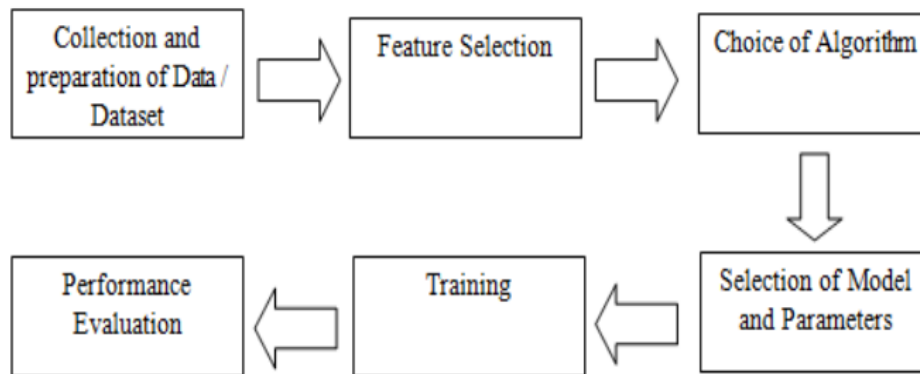 Collection and
preparation of Data /
Dataset
Feature Selection
Choice of Algorithm
Selection of Model
and Parameters
Training
Performance
Evaluation